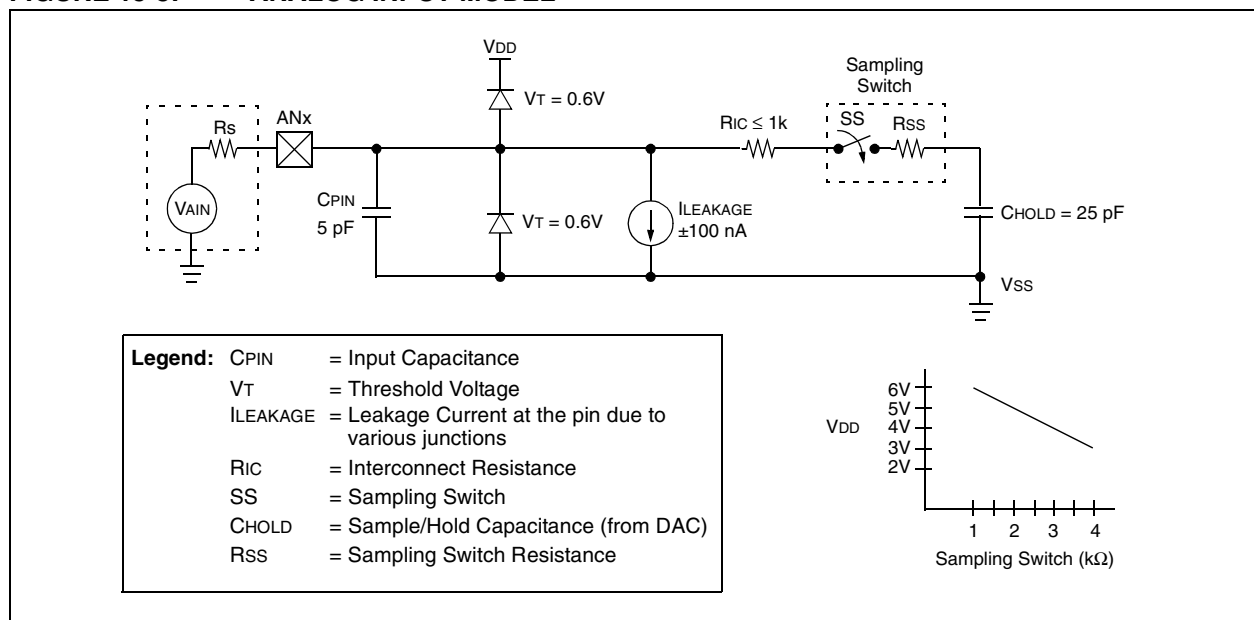 VDD
Sampling
Switch
VT = 0.6V
ANx
Rs
RIC ≤ 1k
SS
RSS
VAIN
CPIN
5 pF
VT = 0.6V
ILEAKAGE
±100 nA
CHOLD = 25 pF
VSS
Legend: CPIN = Input Capacitance
VT = Threshold Voltage
ILEAKAGE = Leakage Current at the pin due to
various junctions
RIC = Interconnect Resistance
SS = Sampling Switch
CHOLD = Sample/Hold Capacitance (from DAC)
RSS = Sampling Switch Resistance
6V
5V
VDD
4V
3V
2V
1 2 3 4
Sampling Switch (kΩ)